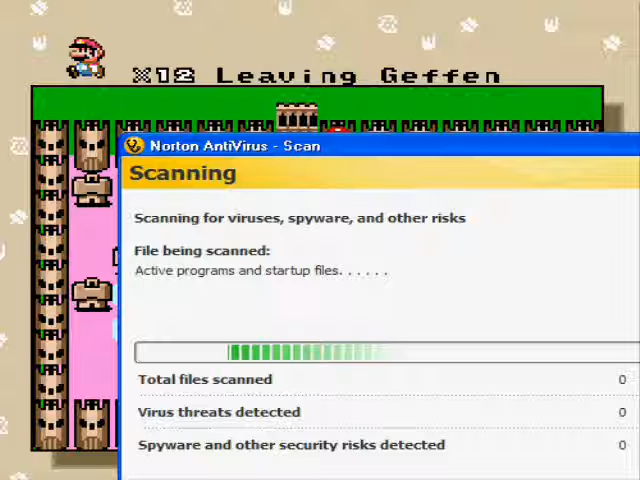 X12 Leaving Geffen
Norton AntiVirus - Scan
Scanning
Scanning for viruses, spyware, and other risks
File being scanned:
Active programs and startup files. . . . . .
Total files scanned 0
Virus threats detected 0
Spyware and other security risks detected 0